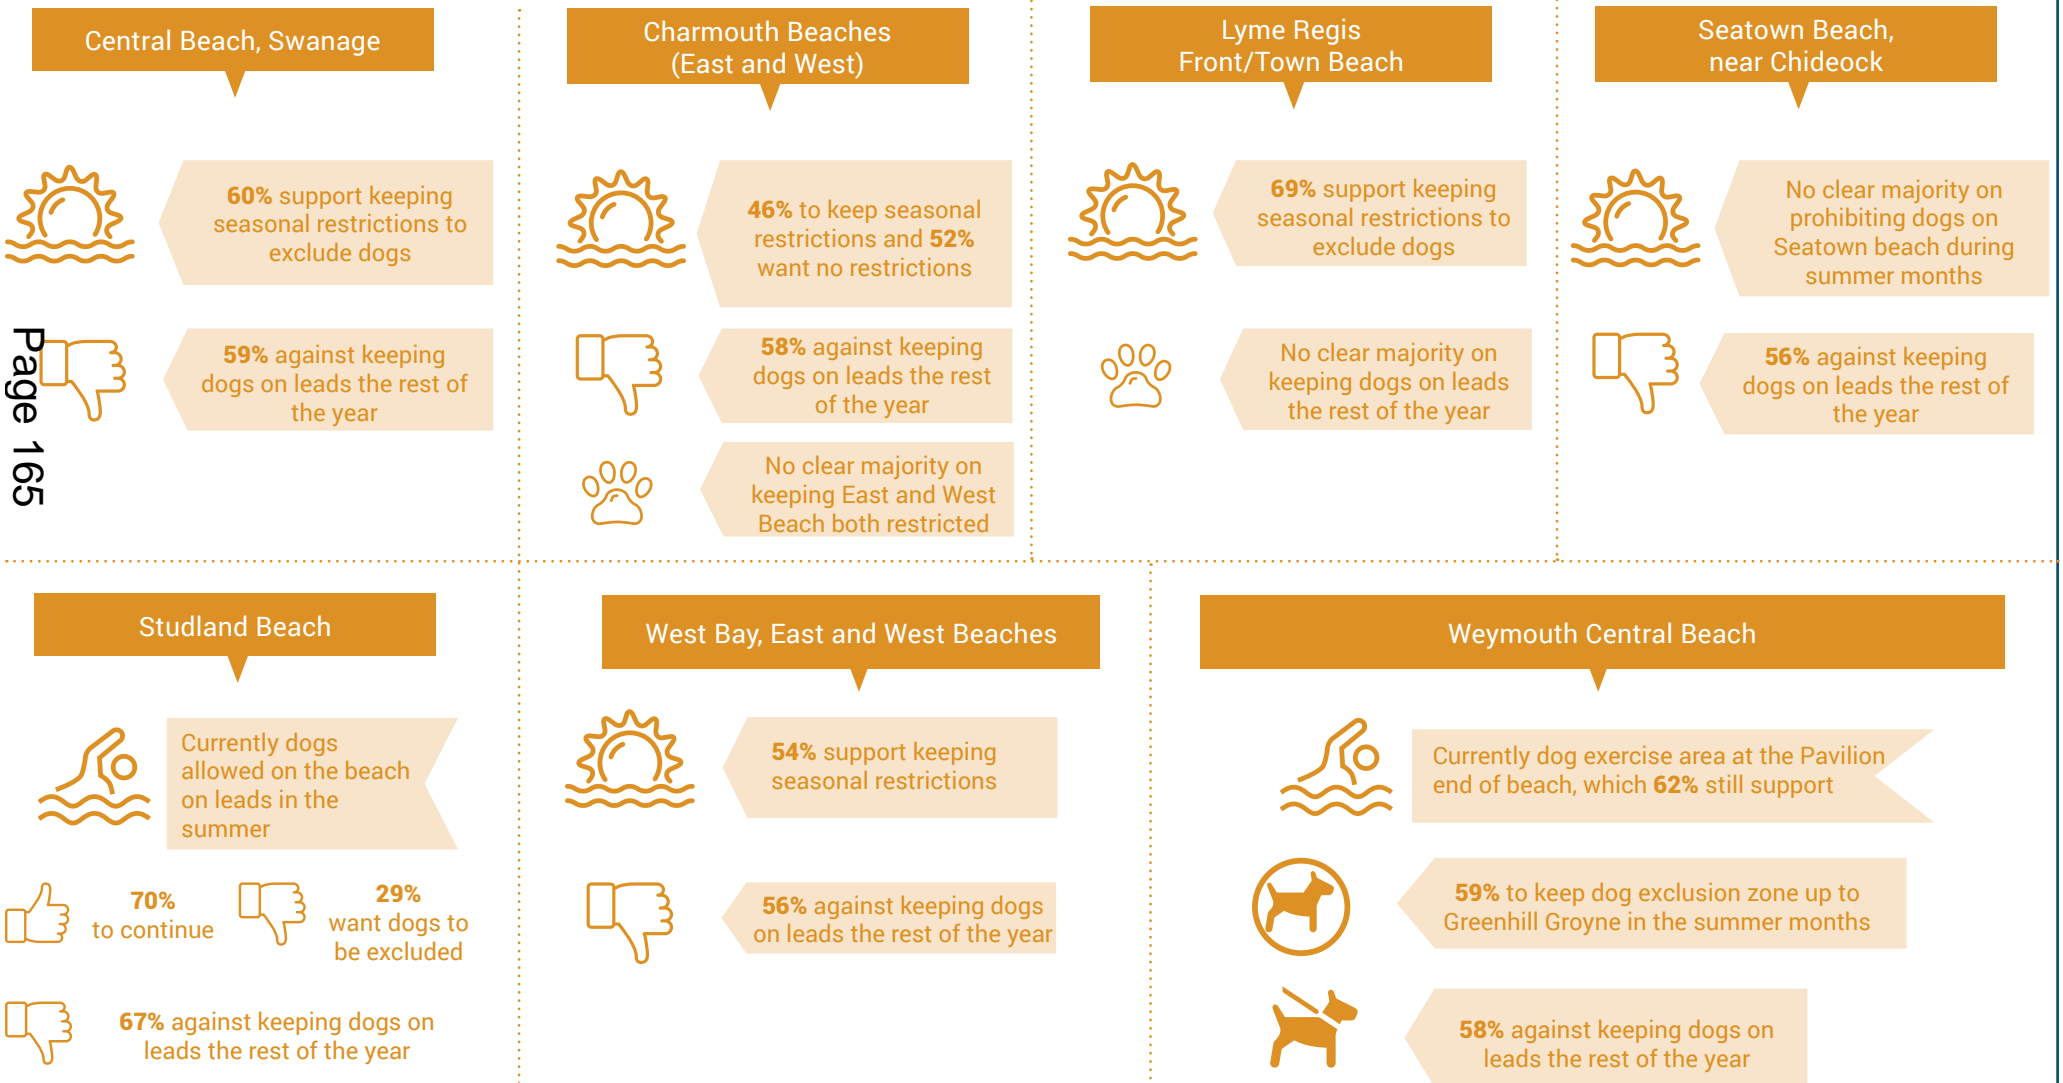 Central Beach, Swanage
60% support keeping
seasonal restrictions to
exclude dogs
59% against keeping
dogs on leads the rest of
the year
Charmouth Beaches
(East and West)
46% to keep seasonal
restrictions and 52%
want no restrictions
58% against keeping
dogs on leads the rest
of the year
No clear majority on
keeping East and West
Beach both restricted
Lyme Regis
Front/Town Beach
69% support keeping
seasonal restrictions to
exclude dogs
No clear majority on
keeping dogs on leads
the rest of the year
Seatown Beach,
near Chideock
No clear majority on
prohibiting dogs on
Seatown beach during
summer months
56% against keeping
dogs on leads the rest of
the year
Page 165
Studland Beach
Currently dogs
allowed on the beach
on leads in the
summer
70%
to continue
29%
want dogs to
be excluded
67% against keeping dogs on
leads the rest of the year
West Bay, East and West Beaches
54% support keeping
seasonal restrictions
56% against keeping dogs
on leads the rest of the year
Weymouth Central Beach
Currently dog exercise area at the Pavilion
end of beach, which 62% still support
59% to keep dog exclusion zone up to
Greenhill Groyne in the summer months
58% against keeping dogs on
leads the rest of the year